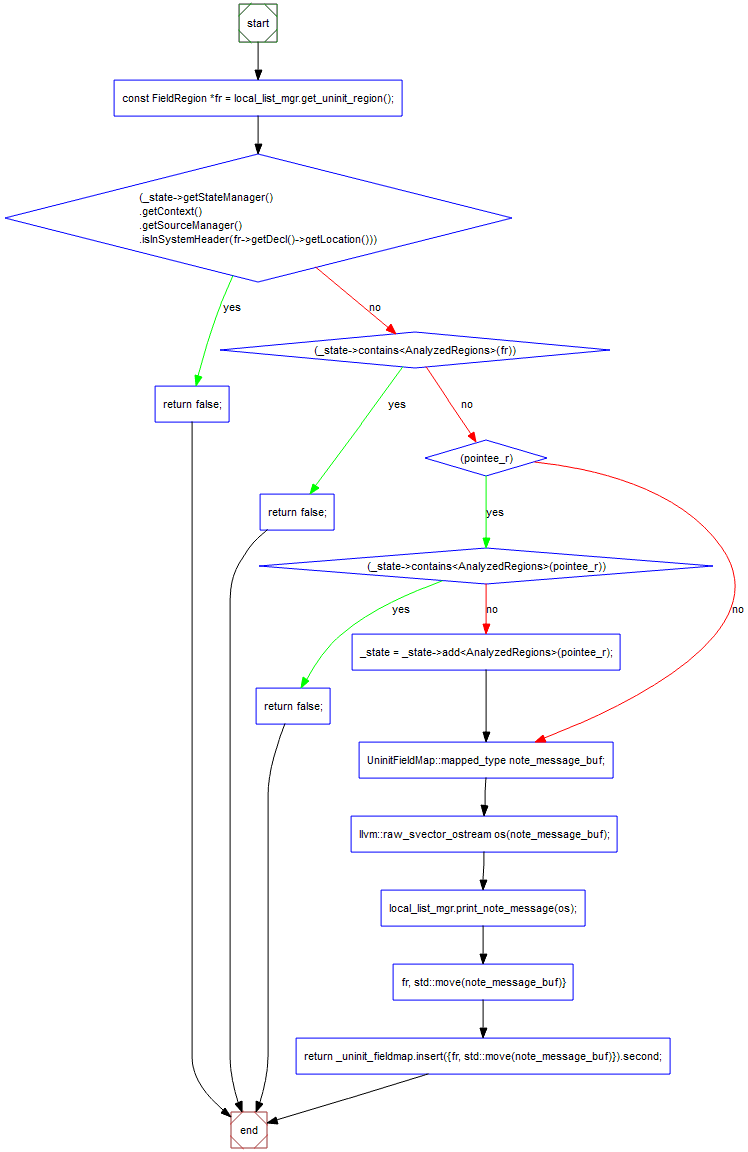 start
const FieldRegion *fr = local_list_mgr.get_uninit_region();
(_state->getStateManager()
.getContext()
.getSourceManager()
.isInSystemHeader(fr->getDecl()->getLocation()))
yes
no
(_state->contains<AnalyzedRegions>(fr))
return false;
yes
no
(pointee_r)
return false;
yes
(_state->contains<AnalyzedRegions>(pointee_r))
yes
no
no
_state = _state->add<AnalyzedRegions>(pointee_r);
return false;
UninitFieldMap::mapped_type note_message_buf;
llvm::raw_svector_ostream os(note_message_buf);
local_list_mgr.print_note_message(os);
fr, std::move(note_message_buf)}
return _uninit_fieldmap.insert({fr, std::move(note_message_buf)}).second;
end